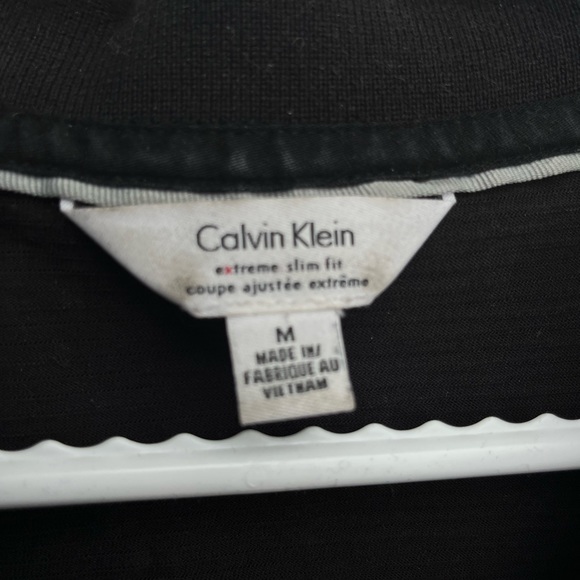 Calvin Klein
extreme slim fit
coupe ajustée extrême
M
MADE IN/
FABRIQUE AU
VIETNAM